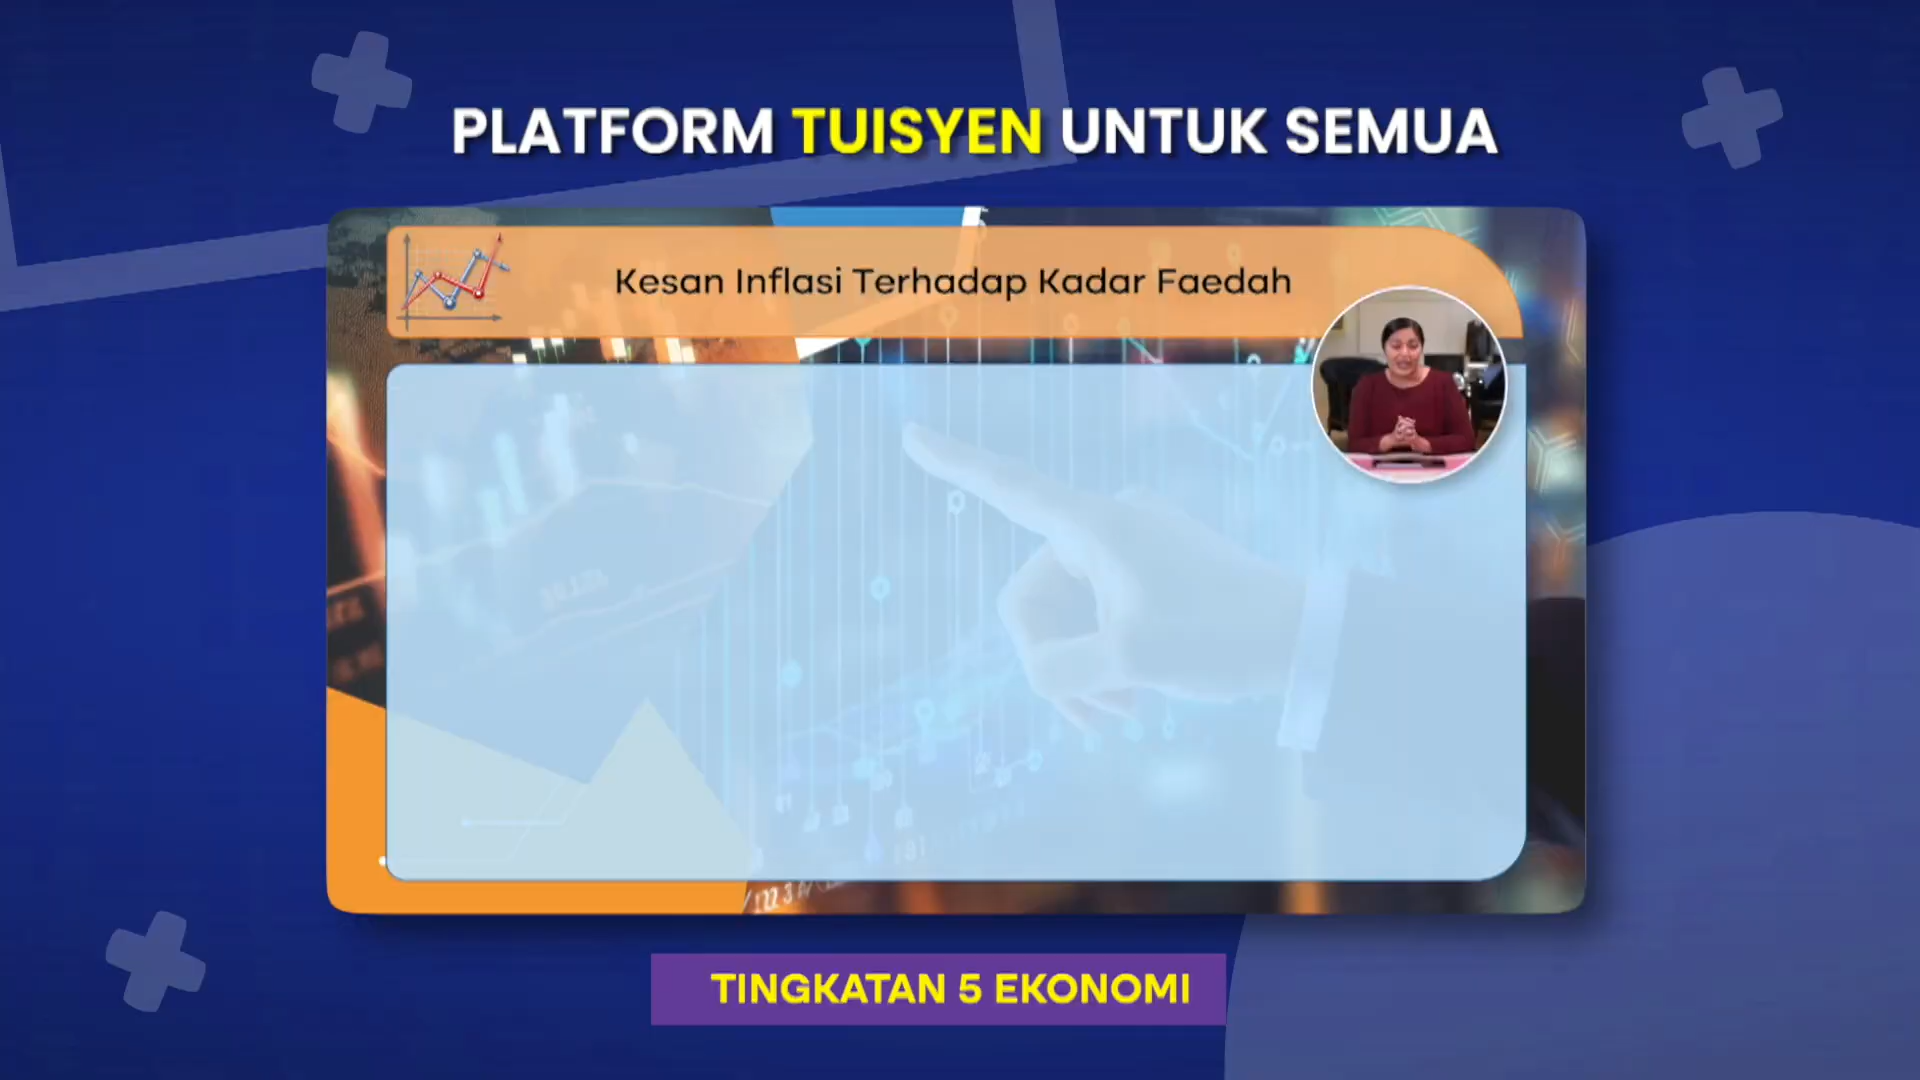 PLATFORM TUISYEN UNTUK SEMUA
Kesan Inflasi Terhadap Kadar Faedah
TINGKATAN 5 EKONOMI